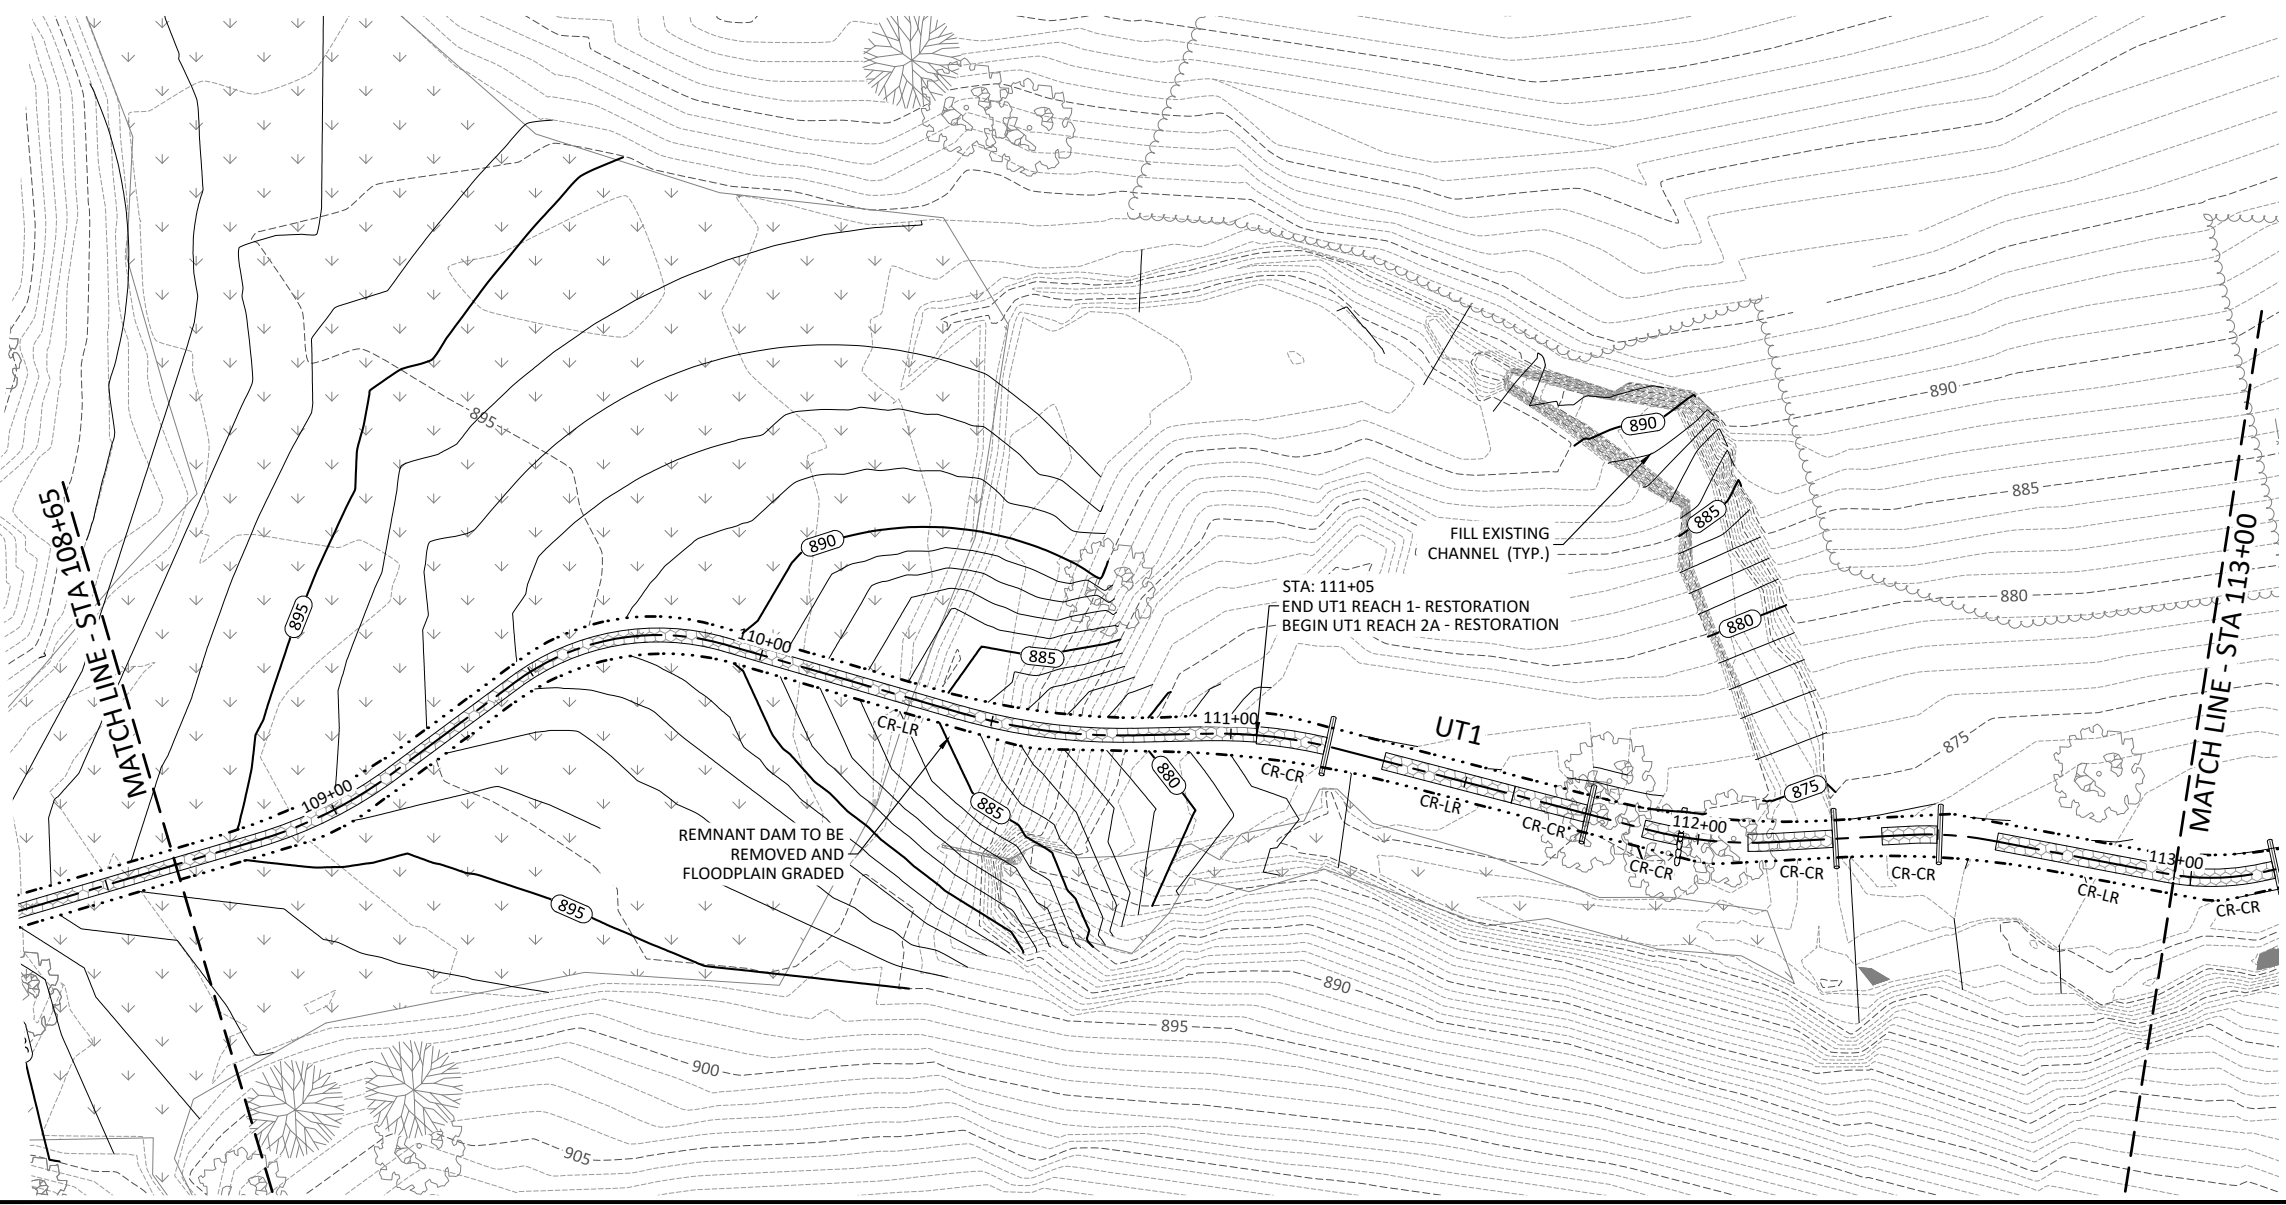 890
895
890
885
FILL EXISTING
CHANNEL (TYP.)
885
MATCH LINE - STA 108+65
890
STA: 111+05
END UT1 REACH 1- RESTORATION
BEGIN UT1 REACH 2A - RESTORATION
MATCH LINE - STA 113+00
880
895
880
110+00
885
CR-LR
111+00
UT1
875
880
CR-CR
875
109+00
885
CR-LR
CR-CR
112+00
REMNANT DAM TO BE
REMOVED AND
FLOODPLAIN GRADED
CR-CR
CR-CR
CR-CR
113+00
CR-LR
CR-CR
895
890
895
900
905